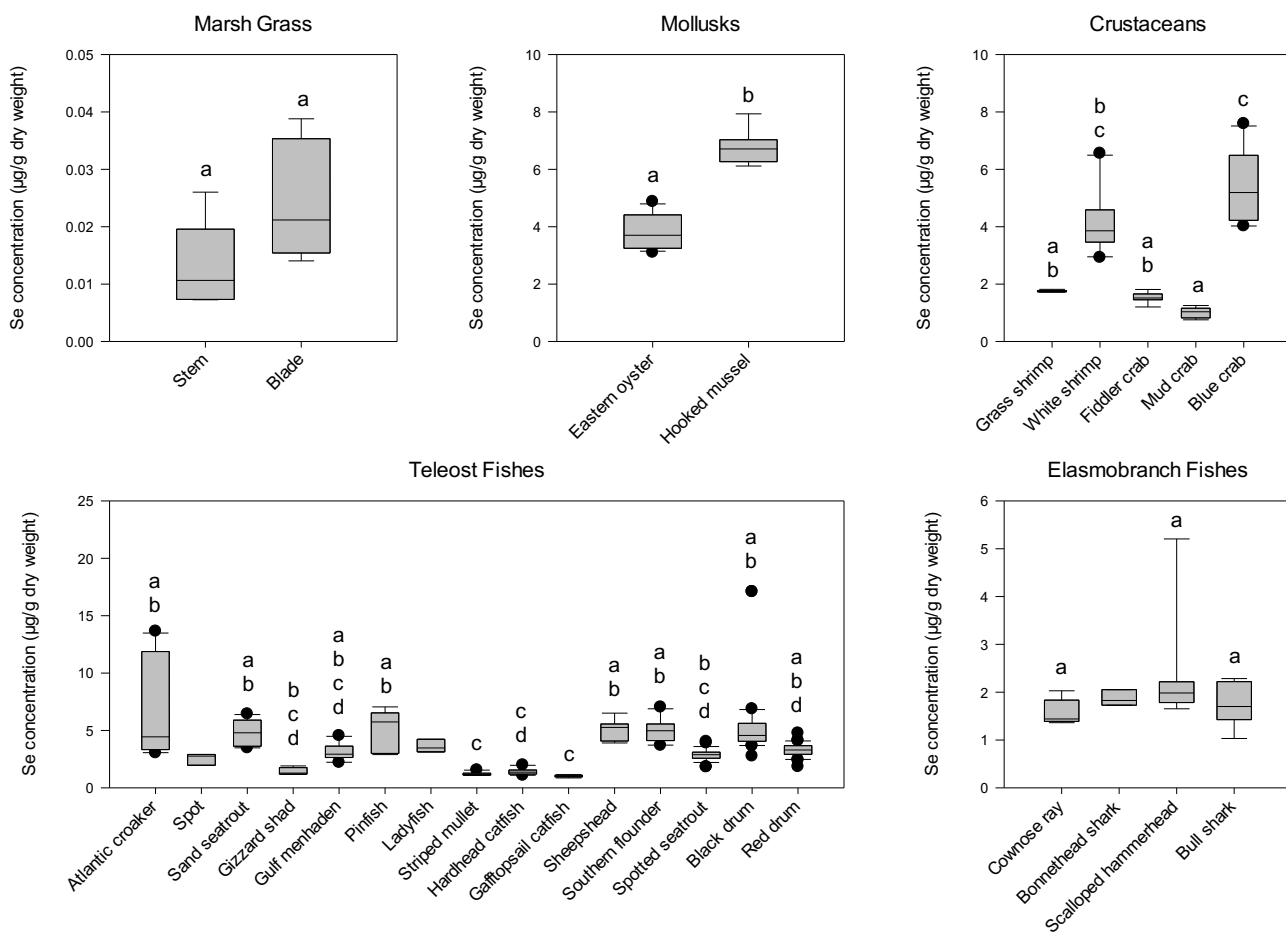 Marsh Grass
Se concentration (µg/g dry weight)
0.05
0.04
0.03
0.02
0.01
0.00
a
a
Stem
Blade
Mollusks
Se concentration (µg/g dry weight)
10
8
6
4
2
0
a
b
Eastern oyster
Hooked mussel
Crustaceans
Se concentration (µg/g dry weight)
10
8
6
4
2
0
a
b
b
c
a
b
a
c
Grass shrimp
White shrimp
Fiddler crab
Mud crab
Blue crab
Teleost Fishes
Se concentration (µg/g dry weight)
25
20
15
10
5
0
a
b
a
b
b
c
d
a
b
c
d
a
b
c
c
d
c
a
b
a
b
b
c
d
a
b
a
b
d
Atlantic croaker
Spot
Sand seatrout
Gizzard shad
Gulf menhaden
Pinfish
Ladyfish
Striped mullet
Hardhead catfish
Gafftopsail catfish
Sheepshead
Southern flounder
Spotted seatrout
Black drum
Red drum
Elasmobranch Fishes
Se concentration (µg/g dry weight)
6
5
4
3
2
1
0
a
a
a
Cownose ray
Bonnethead shark
Scalloped hammerhead
Bull shark